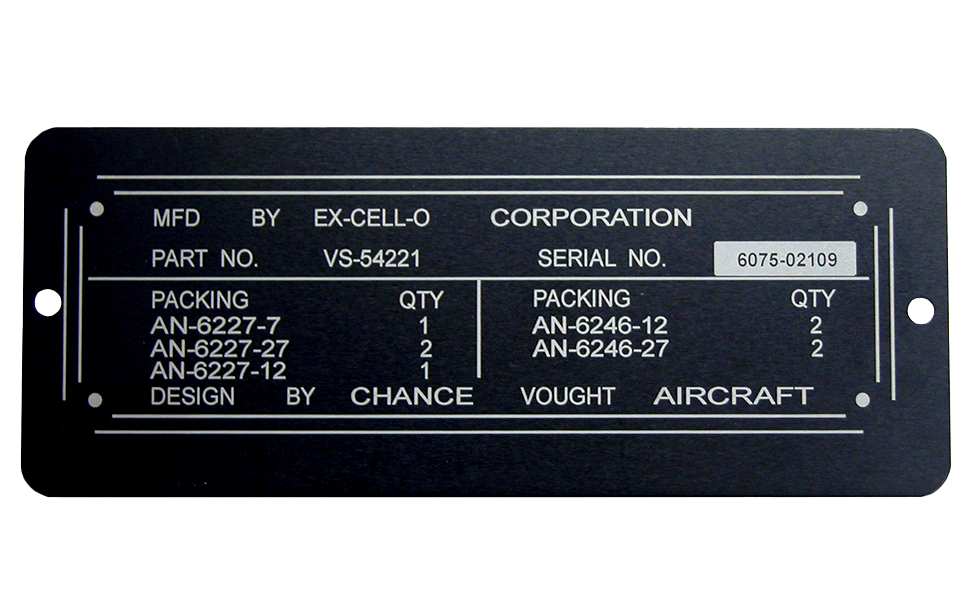 MFD BY EX-CELL-O CORPORATION
PART NO. VS-54221 SERIAL NO. 6075-02109
PACKING QTY PACKING QTY
AN-6227-7 1 AN-6246-12 2
AN-6227-27 2 AN-6246-27 2
AN-6227-12 1
DESIGN BY CHANCE VOUGHT AIRCRAFT